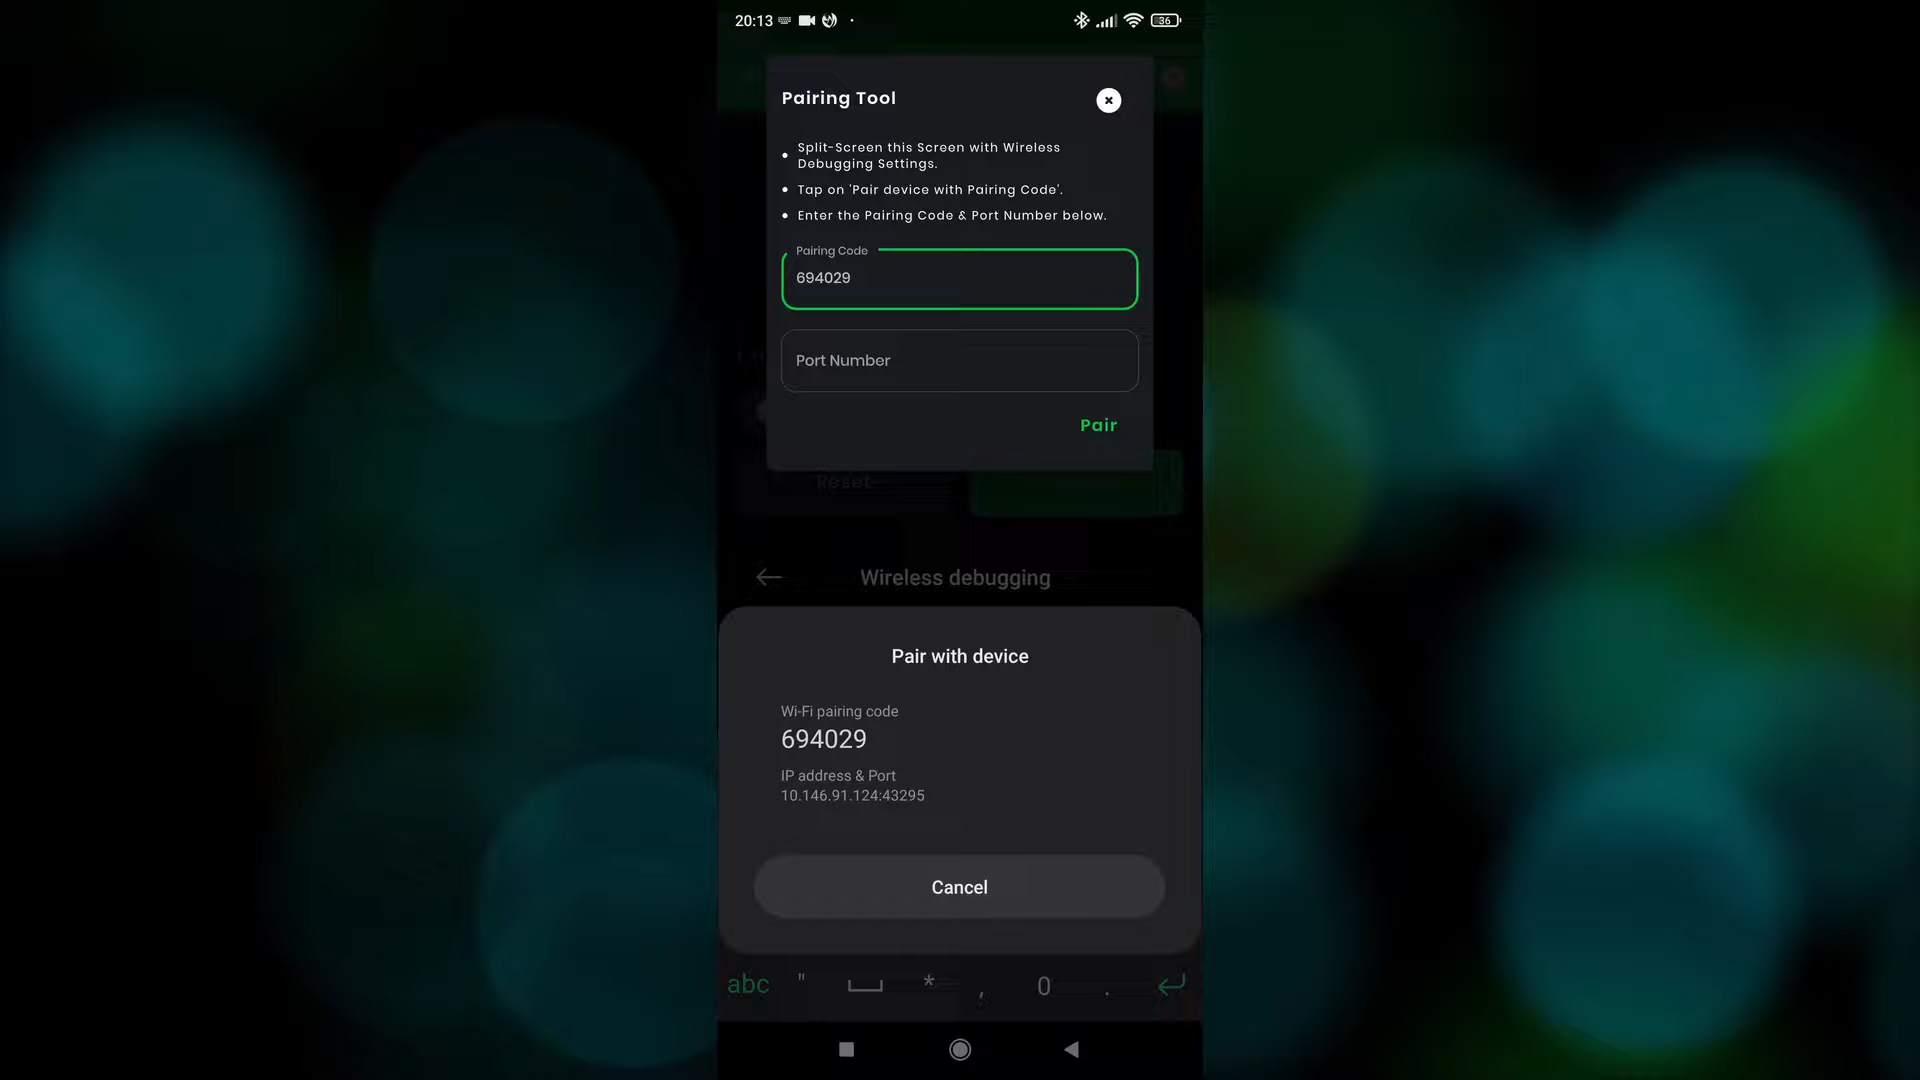 20:13
36
Pairing Tool
Split-Screen this Screen with Wireless
Debugging Settings.
Tap on 'Pair device with Pairing Code'.
Enter the Pairing Code & Port Number below.
Pairing Code
694029
Port Number
Pair
Reset
Wireless debugging
Pair with device
Wi-Fi pairing code
694029
IP address & Port
10.146.91.124:43295
Cancel
abc " * , 0 .